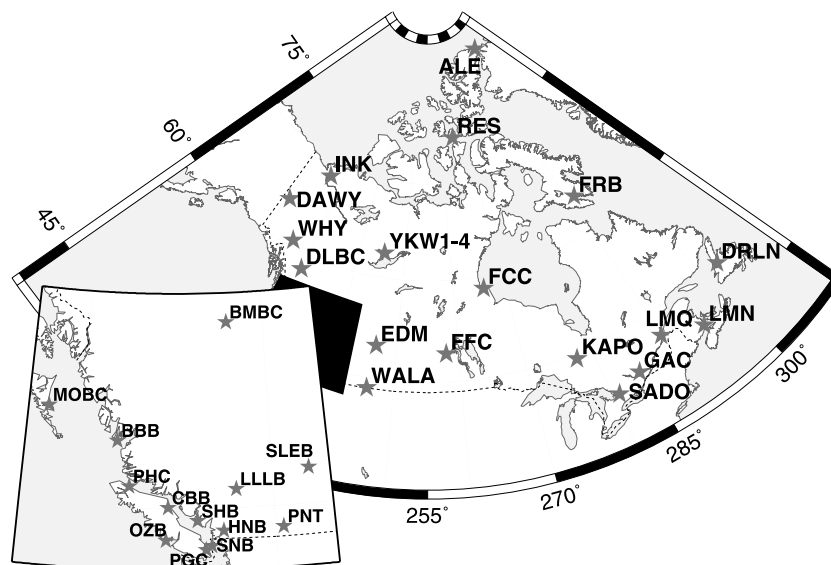 75°
ALE
RES
60°
INK
FRB
DAWY
45°
WHY
YKW1-4
DRLN
DLBC
FCC
BMBC
LMQ
LMN
EDM
FFC
KAPO
GAC
WALA
SADO
300°
MOBC
BBB
285°
SLEB
PHC
LLLB
CBB
270°
SHB
255°
OZB
HNB
PNT
SNB
PGC